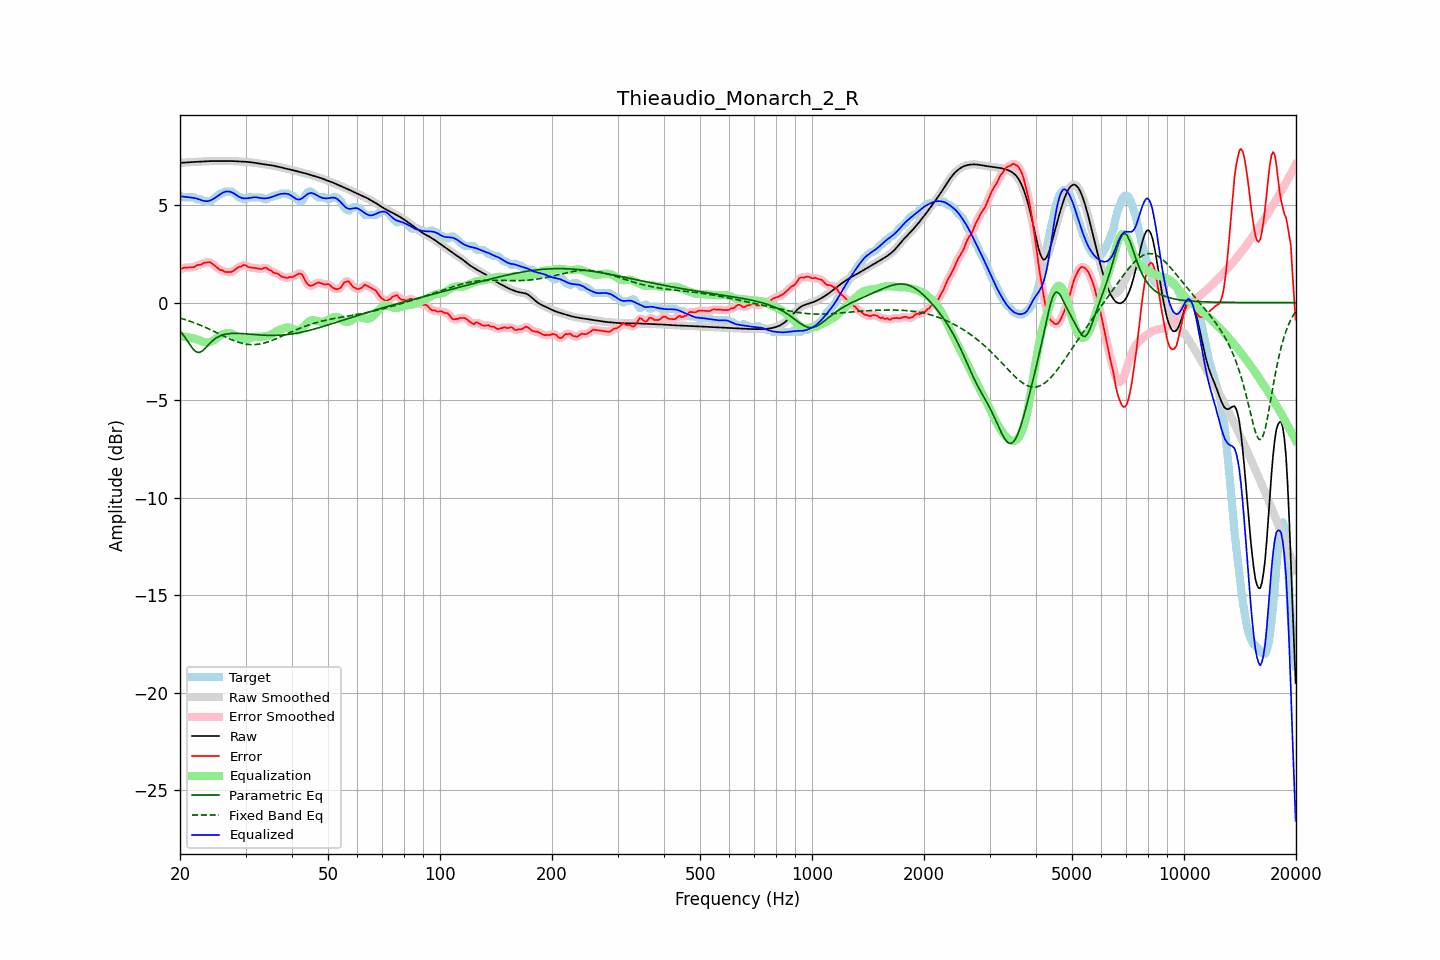 Thieaudio_Monarch_2_R
Amplitude (dBr)
5
0
−5
−10
−15
−20
−25
Target
Raw Smoothed
Error Smoothed
Raw
Error
Equalization
Parametric Eq
Fixed Band Eq
Equalized
20 50 100 200 500 1000 2000 5000 10000 20000
Frequency (Hz)